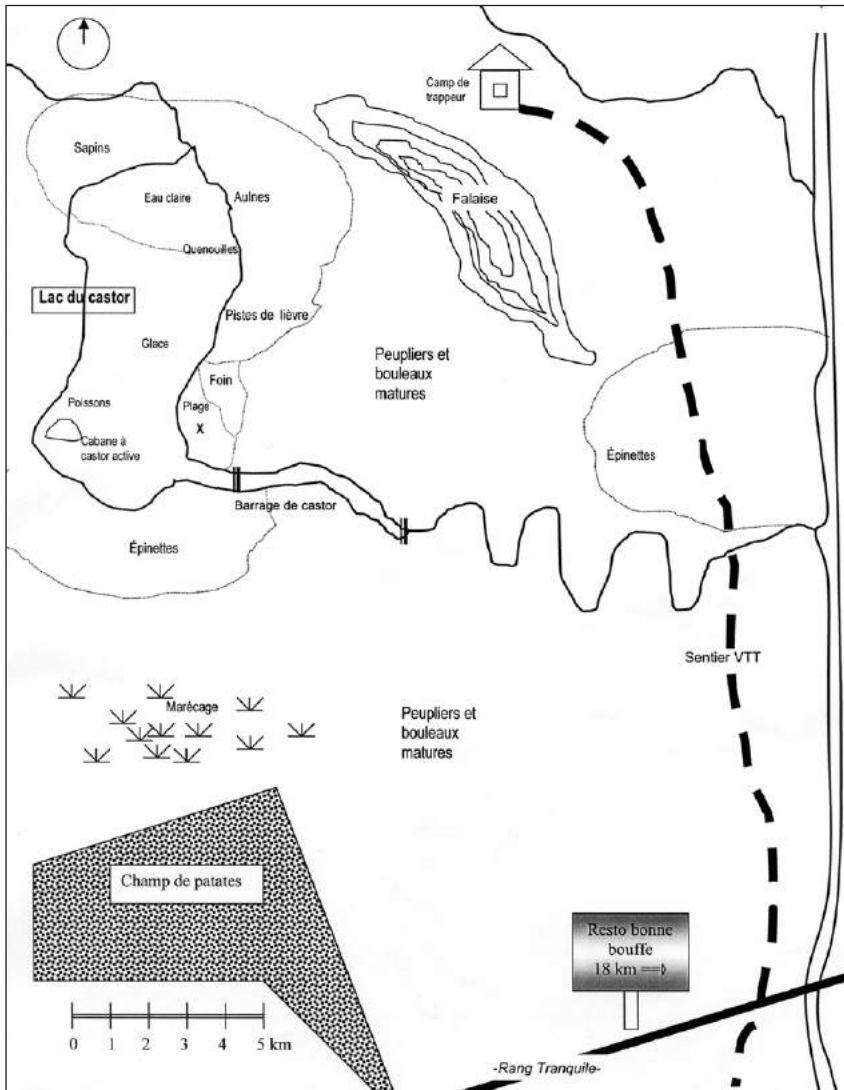 Camp de
trappeur
Sapins
Eau claire
Aulnes
Falaise
Quenouilles
Lac du castor
Pistes de lièvre
Glace
Peupliers et
bouleaux
matures
Foin
Poissons
Plage
X
Cabane à
castor active
Épinettes
Barrage de castor
Épinettes
Sentier VTT
Marécage
Peupliers et
bouleaux
matures
Champ de patates
Resto bonne
bouffe
18 km ==>
0 1 2 3 4 5 km
-Rang Tranquile-